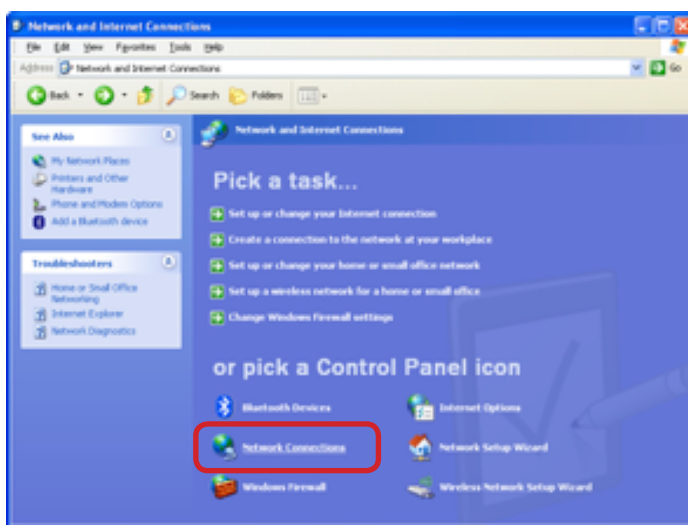 Network and Internet Connections
File Edit View Favorites Tools Help
Address Network and Internet Connections Go
Back Search Folders
Network and Internet Connections
See Also
My Network Places
Printers and Other
Hardware
Phone and Modem Options
Add a Bluetooth device
Troubleshooters
Home or Small Office
Networking
Internet Explorer
Network Diagnostics
Pick a task...
Set up or change your Internet connection
Create a connection to the network at your workplace
Set up or change your home or small office network
Set up a wireless network for a home or small office
Change Windows Firewall settings
or pick a Control Panel icon
Bluetooth Devices Internet Options
Network Connections Network Setup Wizard
Windows Firewall Wireless Network Setup Wizard